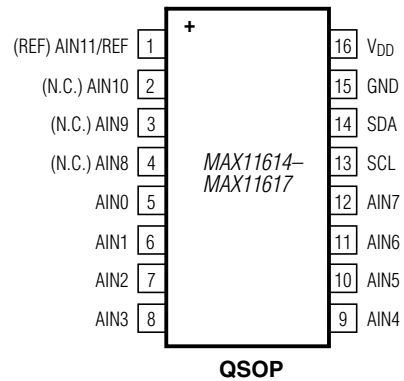 +
(REF) AIN11/REF 1 16 VDD
(N.C.) AIN10 2 15 GND
(N.C.) AIN9 3 14 SDA
(N.C.) AIN8 4 13 SCL
MAX11614–
MAX11617
AIN0 5 12 AIN7
AIN1 6 11 AIN6
AIN2 7 10 AIN5
AIN3 8 9 AIN4
QSOP